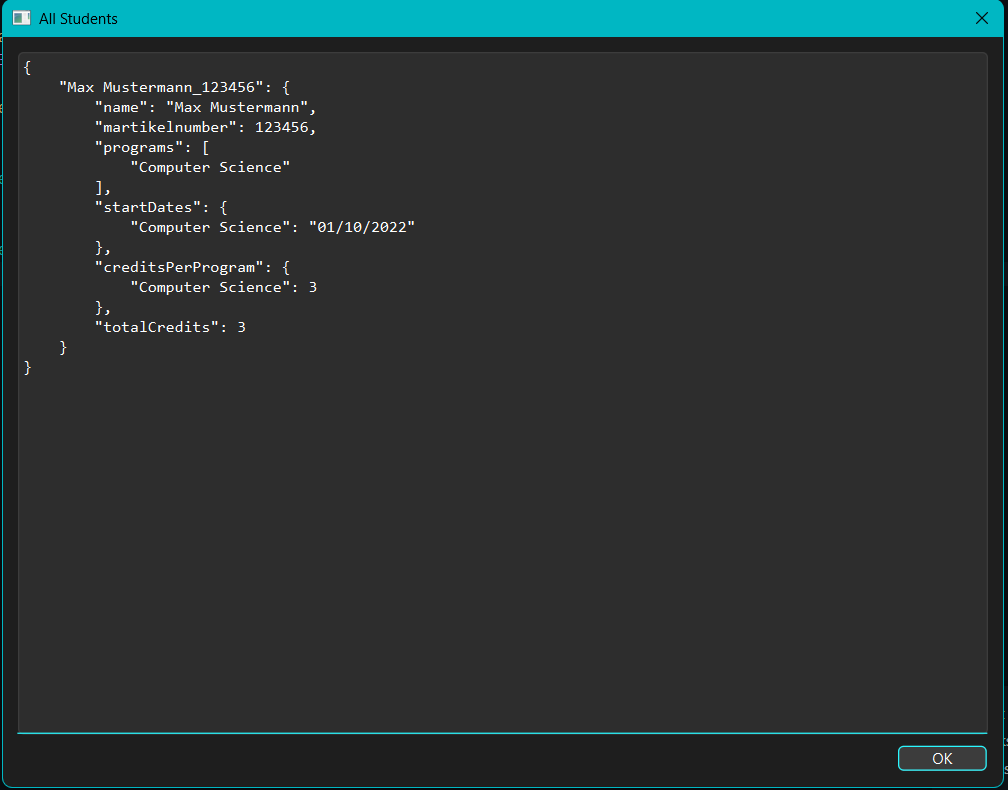 All Students
{
    "Max Mustermann_123456": {
        "name": "Max Mustermann",
        "martikelnumber": 123456,
        "programs": [
            "Computer Science"
        ],
        "startDates": {
            "Computer Science": "01/10/2022"
        },
        "creditsPerProgram": {
            "Computer Science": 3
        },
        "totalCredits": 3
    }
}
OK